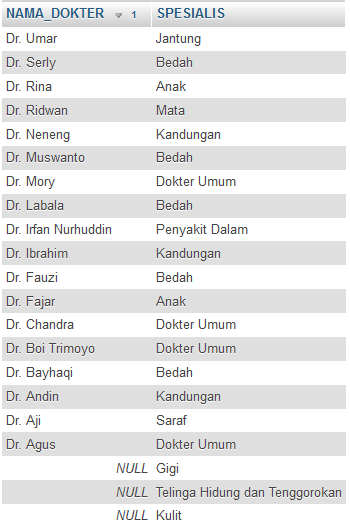 NAMA_DOKTER 1 SPESIALIS
Dr. Umar Jantung
Dr. Serly Bedah
Dr. Rina Anak
Dr. Ridwan Mata
Dr. Neneng Kandungan
Dr. Muswanto Bedah
Dr. Mory Dokter Umum
Dr. Labala Bedah
Dr. Irfan Nurhuddin Penyakit Dalam
Dr. Ibrahim Kandungan
Dr. Fauzi Bedah
Dr. Fajar Anak
Dr. Chandra Dokter Umum
Dr. Boi Trimoyo Dokter Umum
Dr. Bayhaqi Bedah
Dr. Andin Kandungan
Dr. Aji Saraf
Dr. Agus Dokter Umum
NULL Gigi
NULL Telinga Hidung dan Tenggorokan
NULL Kulit